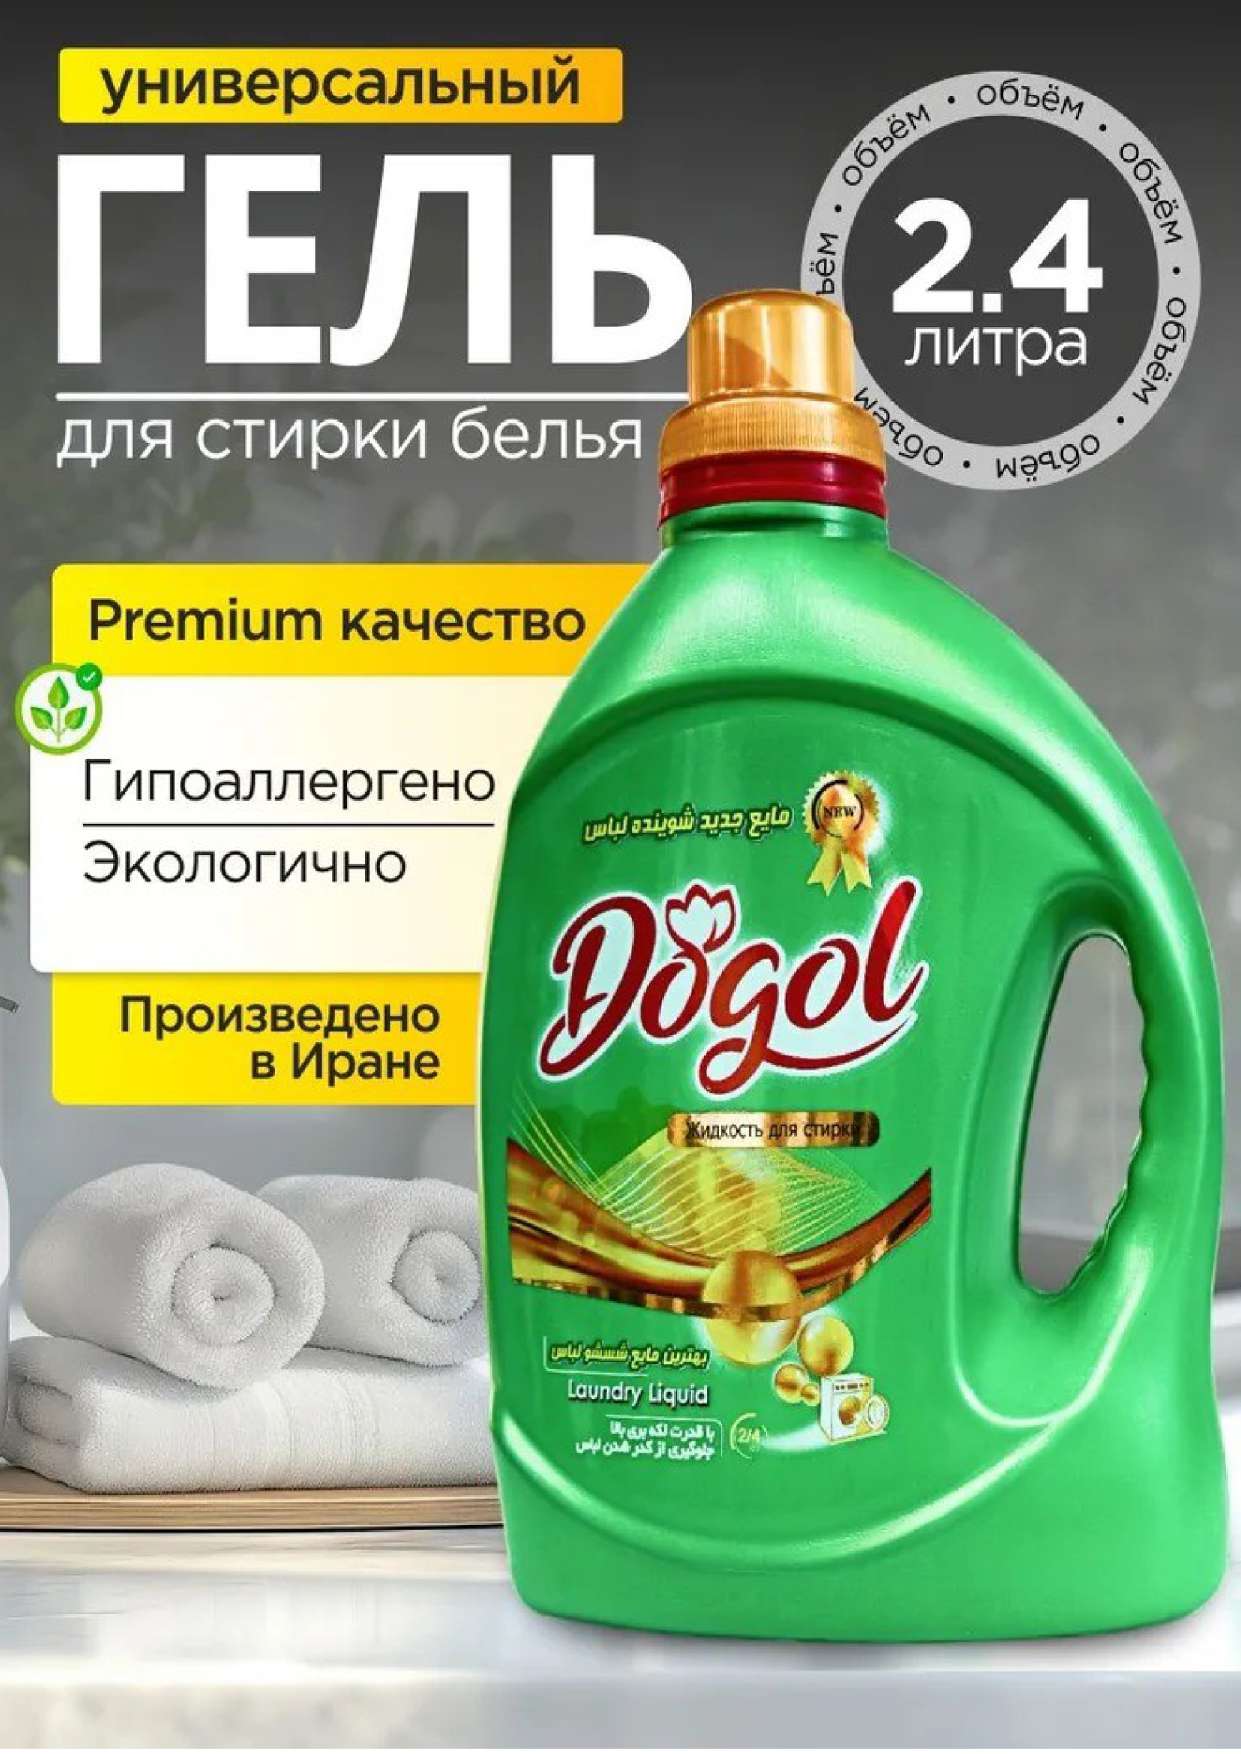 универсальный
ГЕЛЬ
для стирки белья
объём • объём • объём • объём • объём • объём • объём • ъём •
2.4
литра
Premium качество
Гипоаллергено
Экологично
Произведено
в Иране
مایع جدید شوینده لباس
NEW
Dogol
Жидкость для стирки
بهترین مایع شستشو لباس
Laundry Liquid
با قدرت لکه بری بالا
جلوگیری از کدر شدن لباس
2/4